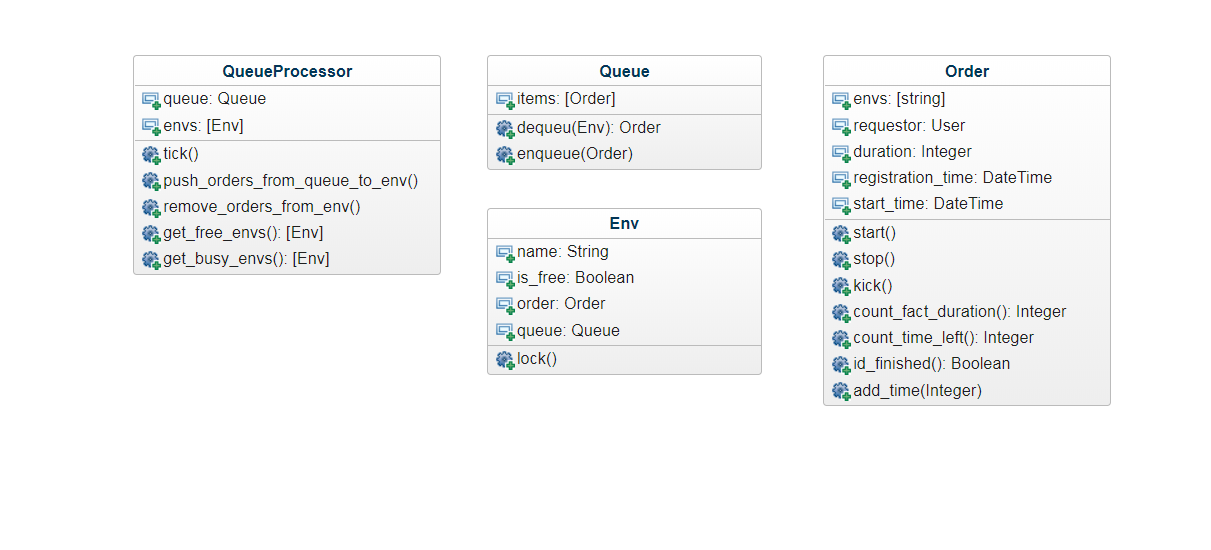 QueueProcessor
queue: Queue
envs: [Env]
tick()
push_orders_from_queue_to_env()
remove_orders_from_env()
get_free_envs(): [Env]
get_busy_envs(): [Env]
Queue
items: [Order]
dequeu(Env): Order
enqueue(Order)
Env
name: String
is_free: Boolean
order: Order
queue: Queue
lock()
Order
envs: [string]
requestor: User
duration: Integer
registration_time: DateTime
start_time: DateTime
start()
stop()
kick()
count_fact_duration(): Integer
count_time_left(): Integer
id_finished(): Boolean
add_time(Integer)